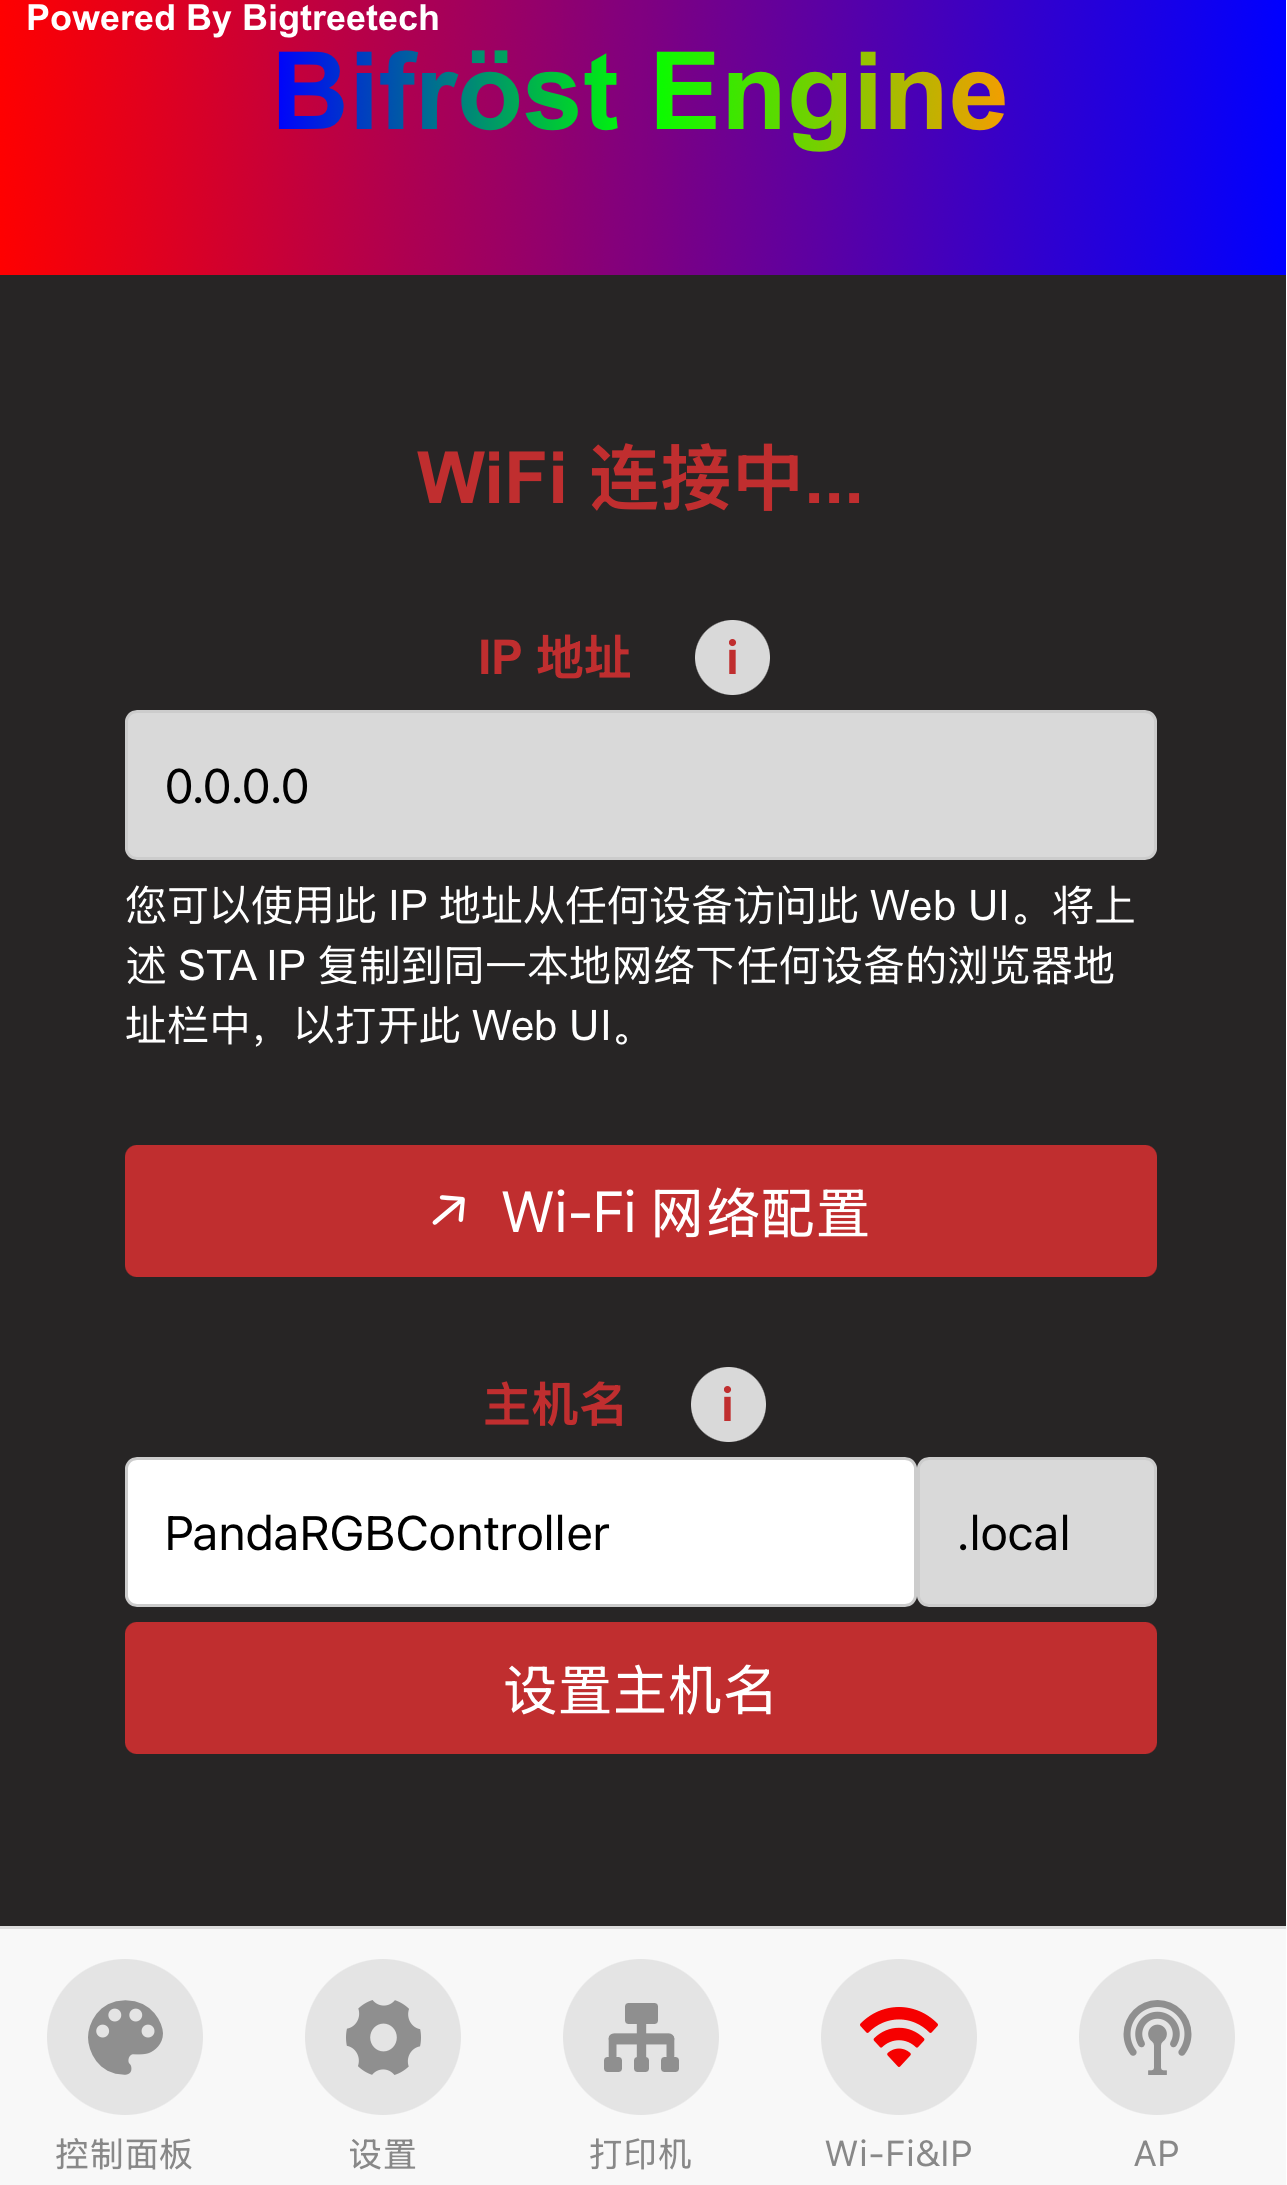 Powered By Bigtreetech
Bifröst Engine
WiFi 连接中...
IP 地址
i
0.0.0.0
您可以使用此 IP 地址从任何设备访问此 Web UI。将上
述 STA IP 复制到同一本地网络下任何设备的浏览器地
址栏中，以打开此 Web UI。
Wi-Fi 网络配置
主机名
i
PandaRGBController
.local
设置主机名
控制面板
设置
打印机
Wi-Fi&IP
AP